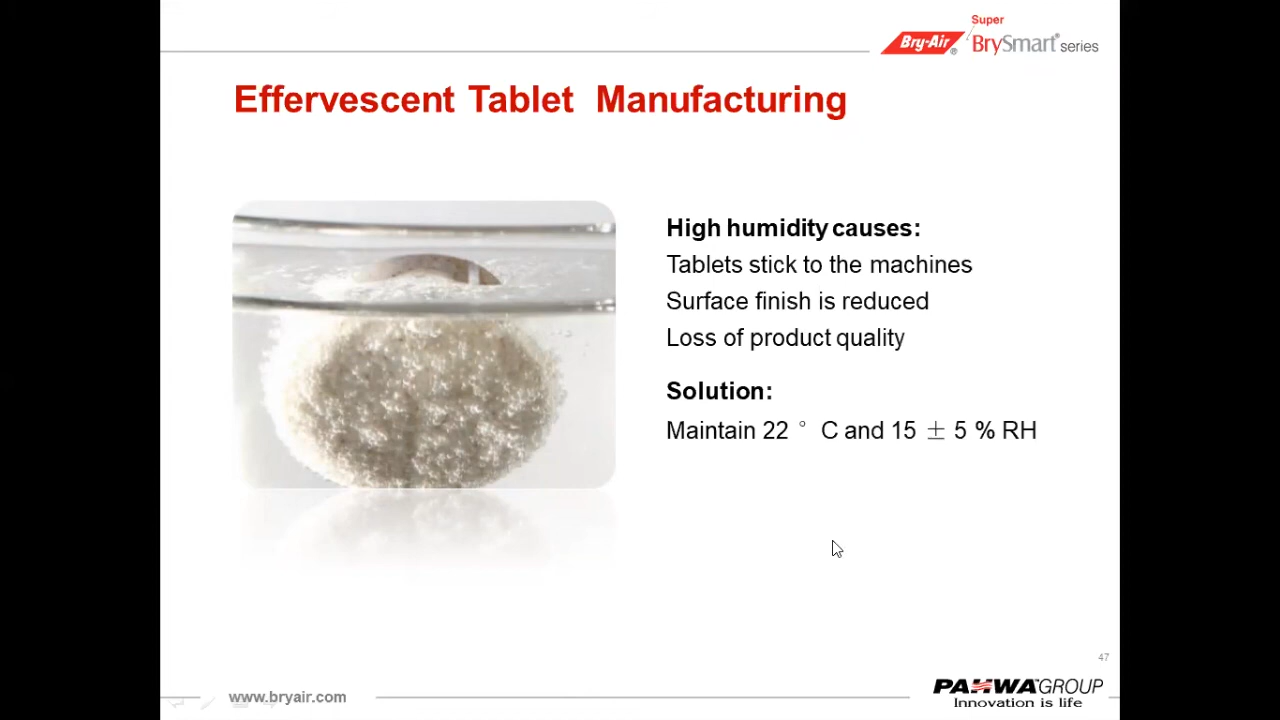 Super
Bry-Air® BrySmart® series
Effervescent Tablet Manufacturing
High humidity causes:
Tablets stick to the machines
Surface finish is reduced
Loss of product quality
Solution:
Maintain 22 ° C and 15 ± 5 % RH
47
www.bryair.com
PAHWA GROUP
Innovation is life